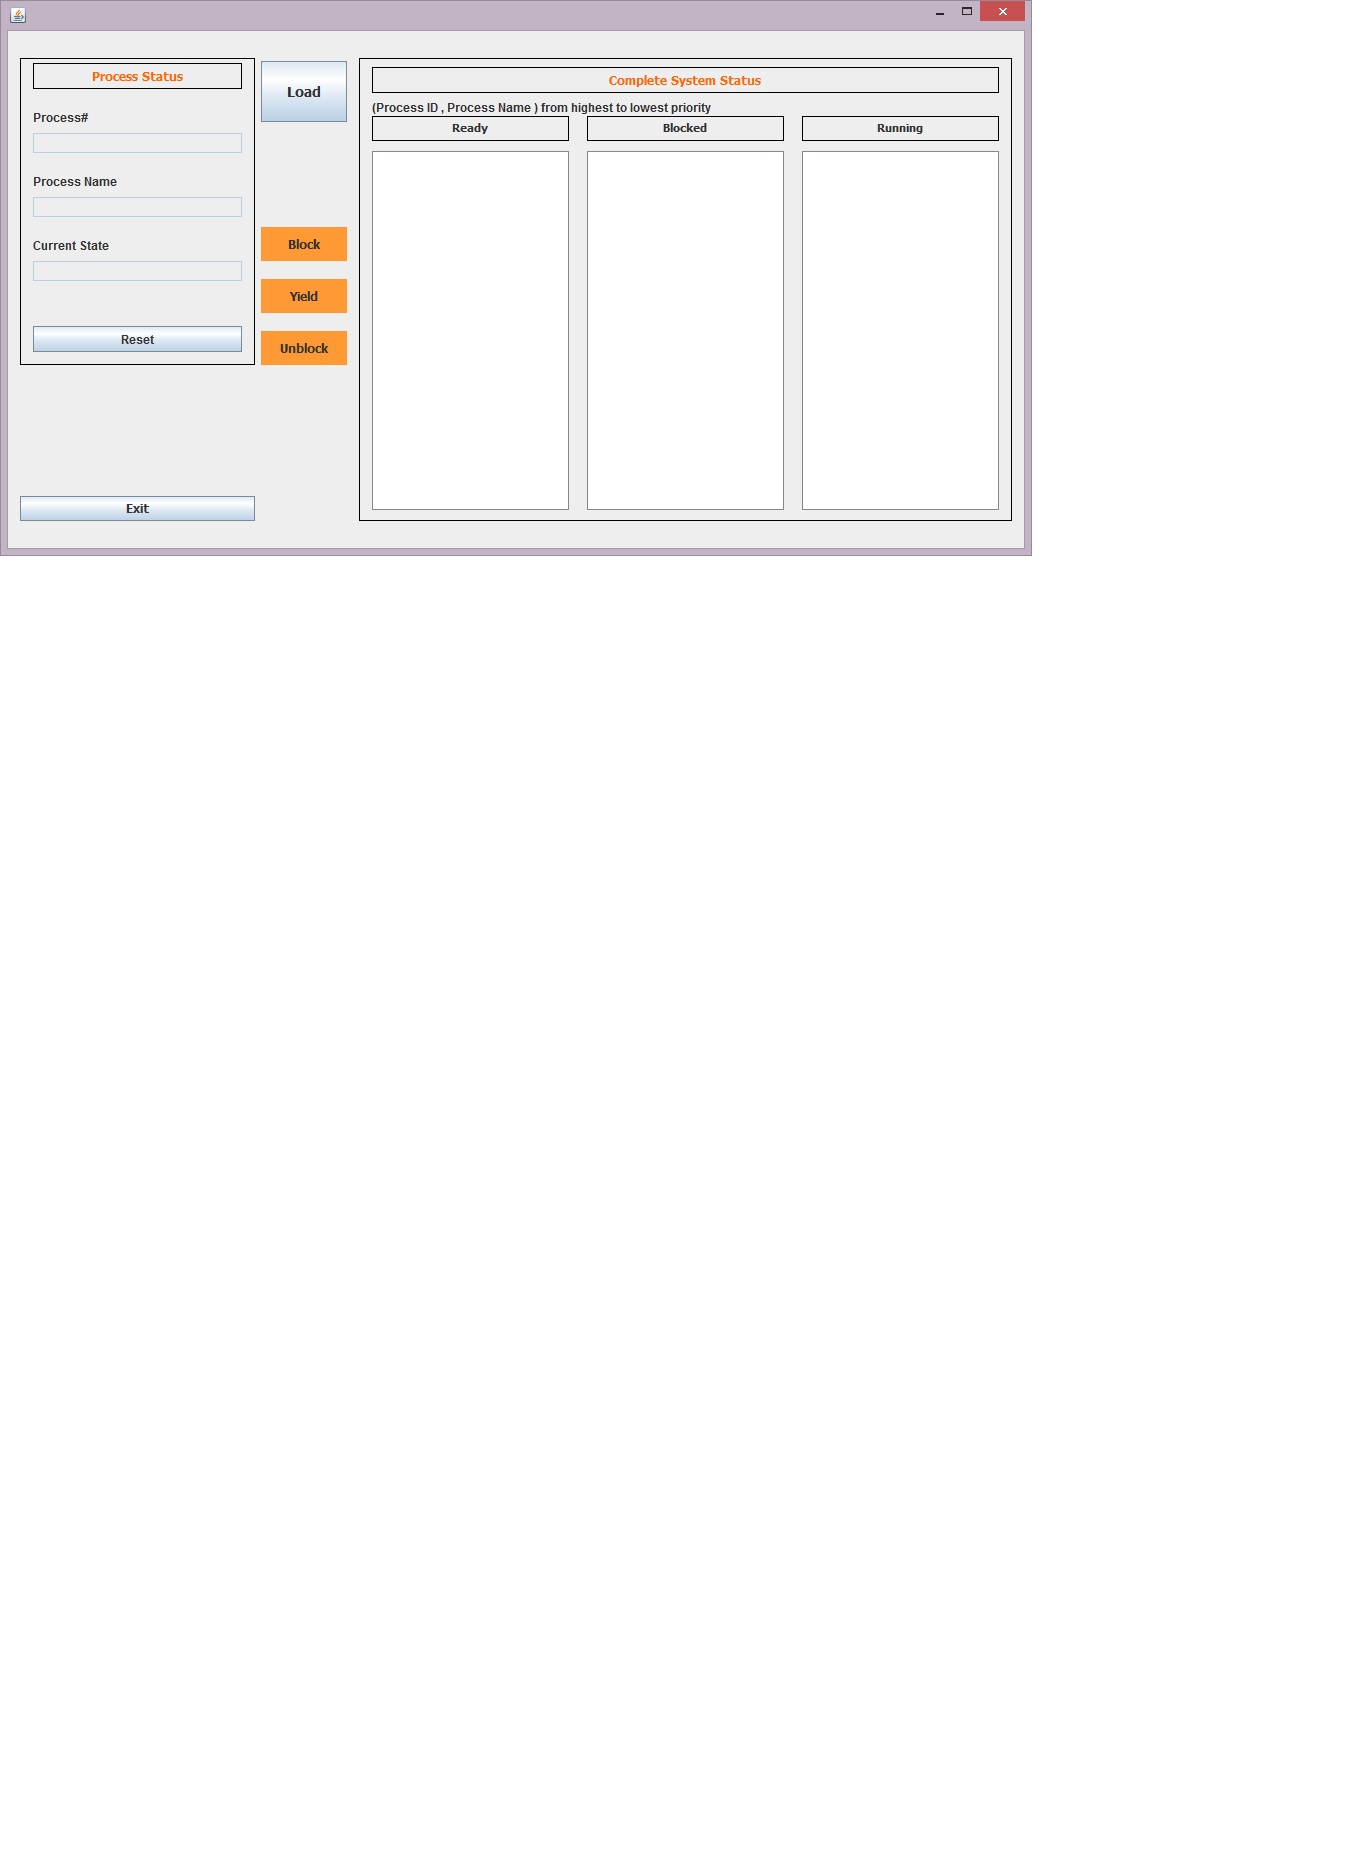 Process Status
Process#
Process Name
Current State
Reset
Exit
Load
Block
Yield
Unblock
Complete System Status
(Process ID , Process Name ) from highest to lowest priority
Ready
Blocked
Running